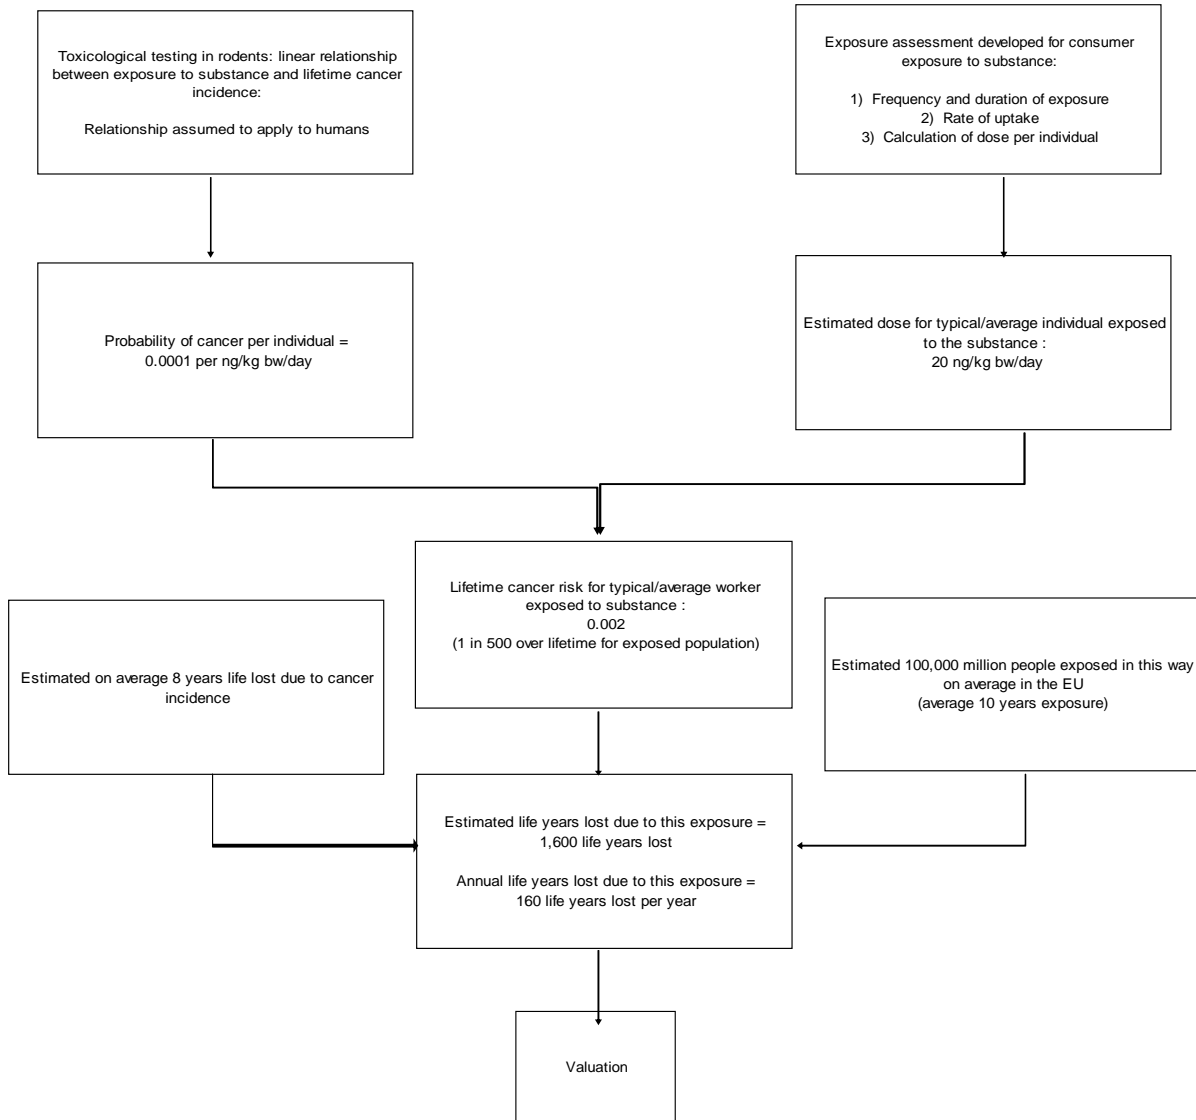 Toxicological testing in rodents: linear relationship
between exposure to substance and lifetime cancer
incidence:
Relationship assumed to apply to humans
Exposure assessment developed for consumer
exposure to substance:
1) Frequency and duration of exposure
2) Rate of uptake
3) Calculation of dose per individual
Probability of cancer per individual =
0.0001 per ng/kg bw/day
Estimated dose for typical/average individual exposed
to the substance :
20 ng/kg bw/day
Lifetime cancer risk for typical/average worker
exposed to substance :
0.002
(1 in 500 over lifetime for exposed population)
Estimated on average 8 years life lost due to cancer
incidence
Estimated 100,000 million people exposed in this way
on average in the EU
(average 10 years exposure)
Estimated life years lost due to this exposure =
1,600 life years lost
Annual life years lost due to this exposure =
160 life years lost per year
Valuation